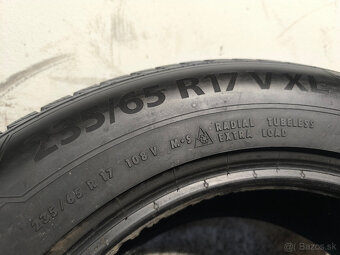 235/65 R17 V XL
235/65 R 17 108 V M+S RADIAL TUBELESS
EXTRA LOAD
© bazos.sk